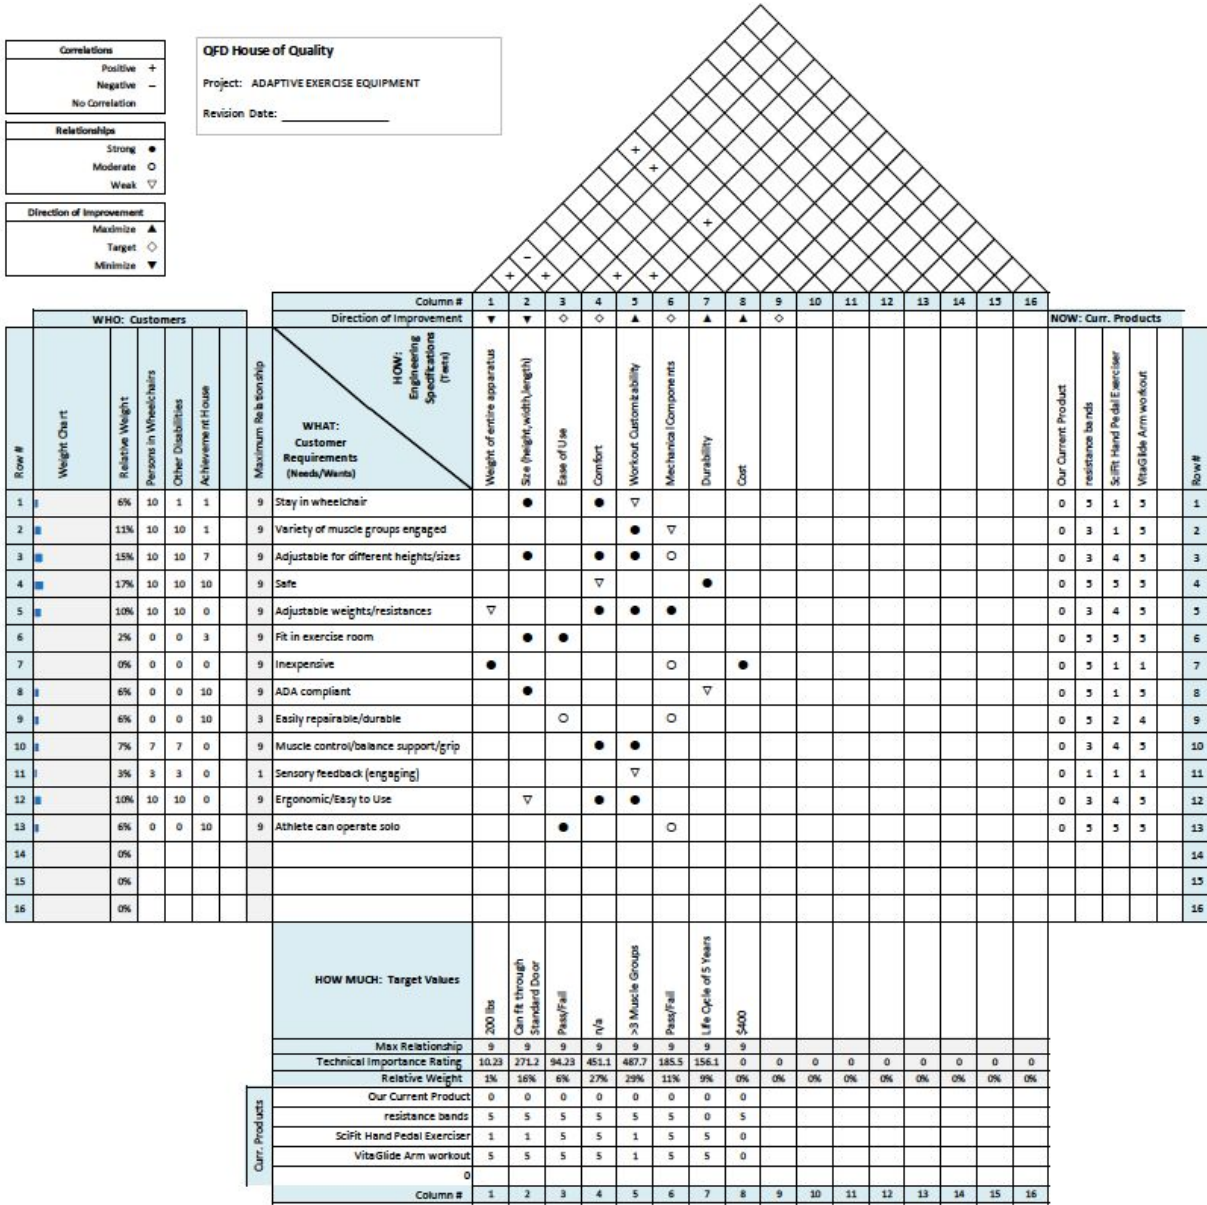 Correlations
Positive +
Negative −
No Correlation
Relationships
Strong ●
Moderate ○
Weak ▽
Direction of Improvement
Maximize ▲
Target ◇
Minimize ▼
QFD House of Quality
Project: ADAPTIVE EXERCISE EQUIPMENT
Revision Date:
+
+
+
−
+ + + +
Column # 1 2 3 4 5 6 7 8 9 10 11 12 13 14 15 16
WHO: Customers
Direction of Improvement ▼ ▼ ◇ ◇ ▲ ◇ ▲ ▲ ◇
NOW: Curr. Products
Row #
Weight Chart
Relative Weight
Persons in Wheelchairs
Other Disabilities
Achievement House
Maximum Relationship
HOW:
Engineering
Specifications
(Tests)
WHAT:
Customer
Requirements
(Needs/Wants)
Weight of entire apparatus
Size (height,width,length)
Ease of Use
Comfort
Workout Customizability
Mechanical Components
Durability
Cost
Our Current Product
resistance bands
SciFit Hand Pedal Exerciser
VitaGlide Arm workout
Row #
1 6% 10 1 1 9 Stay in wheelchair ● ● ▽ 0 5 1 5 1
2 11% 10 10 1 9 Variety of muscle groups engaged ● ▽ 0 3 1 5 2
3 15% 10 10 7 9 Adjustable for different heights/sizes ● ● ● ○ 0 3 4 5 3
4 17% 10 10 10 9 Safe ▽ ● 0 5 5 5 4
5 10% 10 10 0 9 Adjustable weights/resistances ▽ ● ● ● 0 3 4 5 5
6 2% 0 0 3 9 Fit in exercise room ● ● 0 5 5 5 6
7 0% 0 0 0 9 Inexpensive ● ○ ● 0 5 1 1 7
8 6% 0 0 10 9 ADA compliant ● ▽ 0 5 1 5 8
9 6% 0 0 10 3 Easily repairable/durable ○ ○ 0 5 2 4 9
10 7% 7 7 0 9 Muscle control/balance support/grip ● ● 0 3 4 5 10
11 3% 3 3 0 1 Sensory feedback (engaging) ▽ 0 1 1 1 11
12 10% 10 10 0 9 Ergonomic/Easy to Use ▽ ● ● 0 3 4 5 12
13 6% 0 0 10 9 Athlete can operate solo ● ○ 0 5 5 5 13
14 0% 14
15 0% 15
16 0% 16
HOW MUCH: Target Values
200 lbs
Can fit through
Standard Door
Pass/Fail
n/a
>3 Muscle Groups
Pass/Fail
Life Cycle of 5 Years
$400
Max Relationship 9 9 9 9 9 9 9 9
Technical Importance Rating 10.23 271.2 94.23 451.1 487.7 185.5 156.1 0 0 0 0 0 0 0 0 0
Relative Weight 1% 16% 6% 27% 29% 11% 9% 0% 0% 0% 0% 0% 0% 0% 0% 0%
Curr. Products
Our Current Product 0 0 0 0 0 0 0 0
resistance bands 5 5 5 5 5 5 0 5
SciFit Hand Pedal Exerciser 1 1 5 5 1 5 5 0
VitaGlide Arm workout 5 5 5 5 1 5 5 0
0
Column # 1 2 3 4 5 6 7 8 9 10 11 12 13 14 15 16